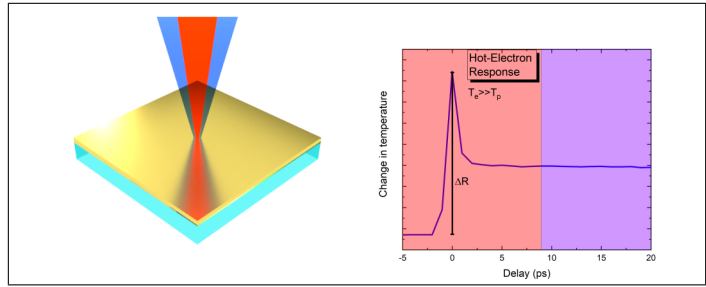 Hot-Electron
Response
Te>>Tp
ΔR
Change in temperature
-5 0 5 10 15 20
Delay (ps)